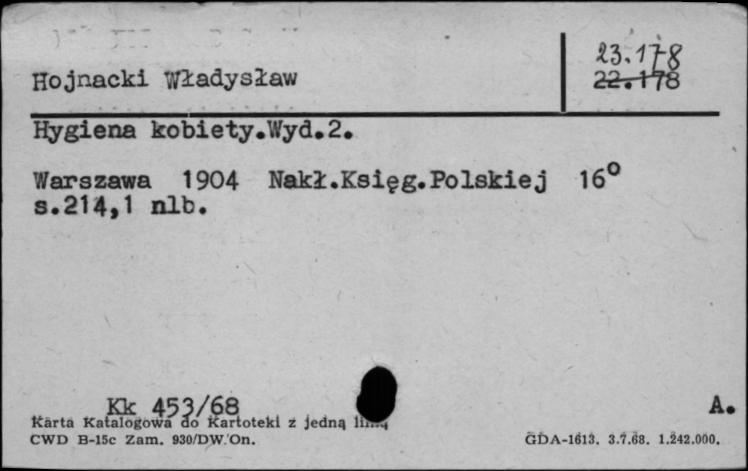 23.178
Hojnacki Władysław 22.178
Hygiena kobiety.Wyd.2.
Warszawa 1904 Nakł.Księg.Polskiej 16°
s.214,1 nlb.
Kk 453/68 A.
Karta Katalogowa do Kartoteki z jedną linią
CWD B-15c Zam. 930/DW.On. GDA-1613. 3.7.68. 1.242.000.